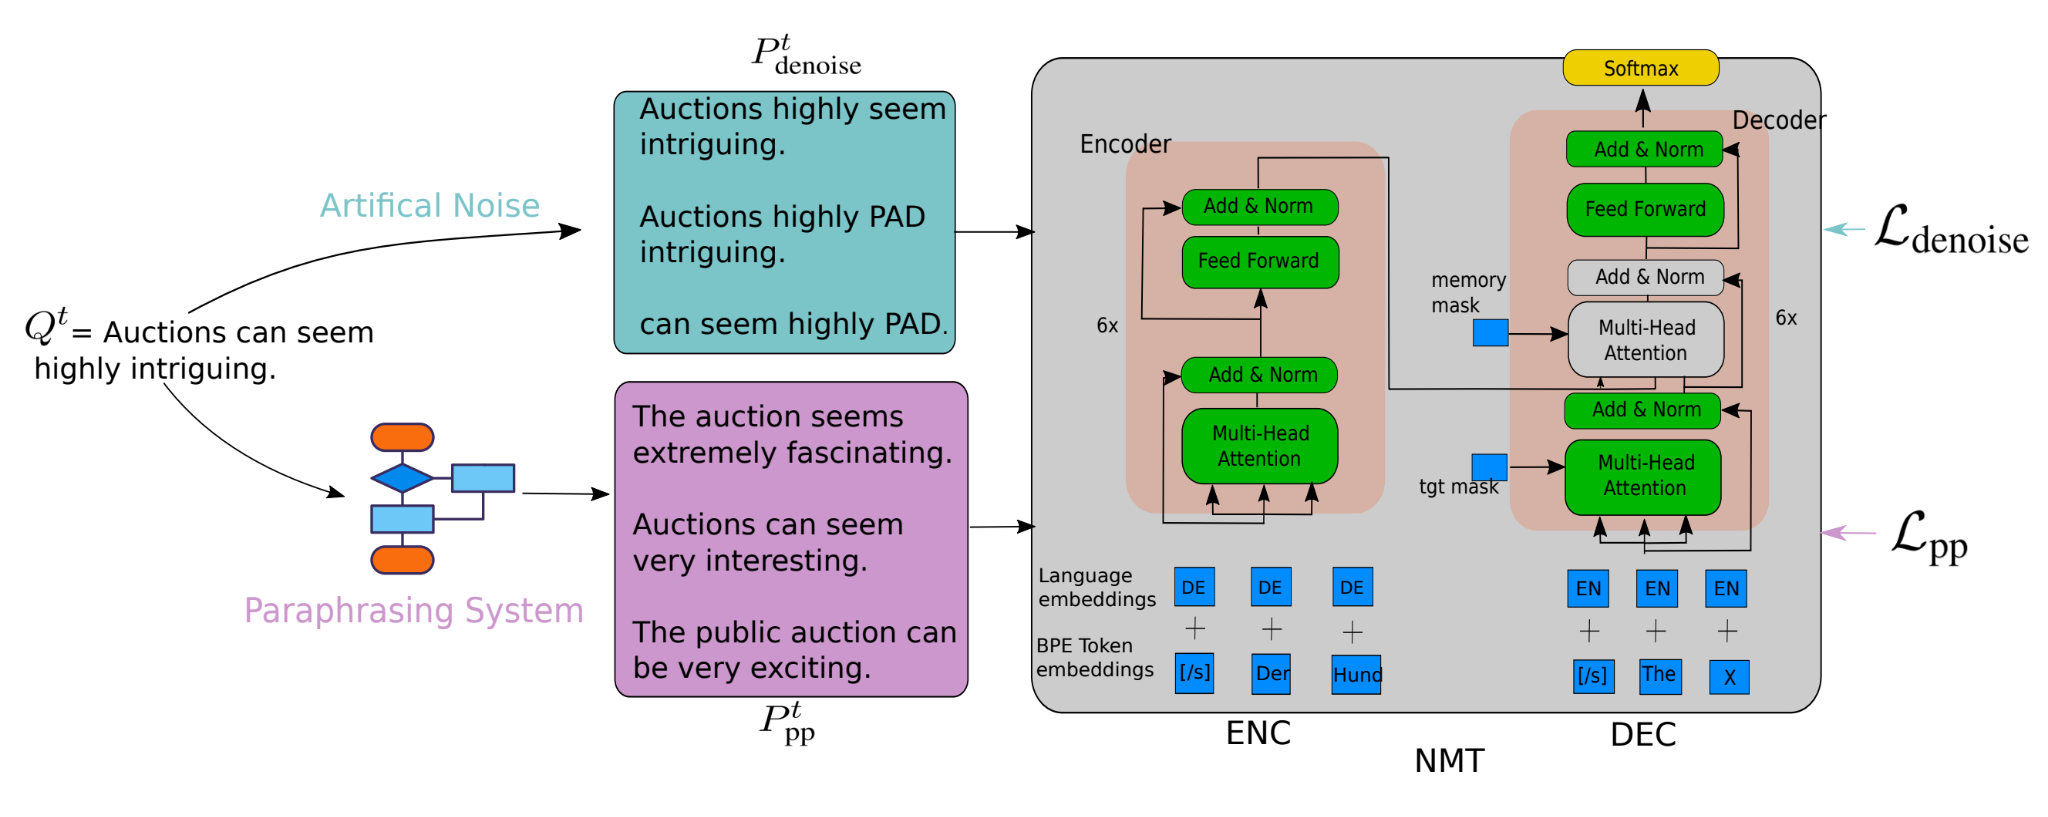 Q^t = Auctions can seem
highly intriguing.
Artifical Noise
Paraphrasing System
P^t_denoise
Auctions highly seem
intriguing.
Auctions highly PAD
intriguing.
can seem highly PAD.
The auction seems
extremely fascinating.
Auctions can seem
very interesting.
The public auction can
be very exciting.
P^t_pp
Encoder
Add & Norm
Feed Forward
6x
Add & Norm
Multi-Head
Attention
Language
embeddings
DE DE DE
+ + +
BPE Token
embeddings
[/s] Der Hund
ENC
Softmax
Decoder
Add & Norm
Feed Forward
Add & Norm
memory
mask
Multi-Head
Attention
6x
Add & Norm
tgt mask
Multi-Head
Attention
EN EN EN
+ + +
[/s] The X
DEC
NMT
ℒ_denoise
ℒ_pp